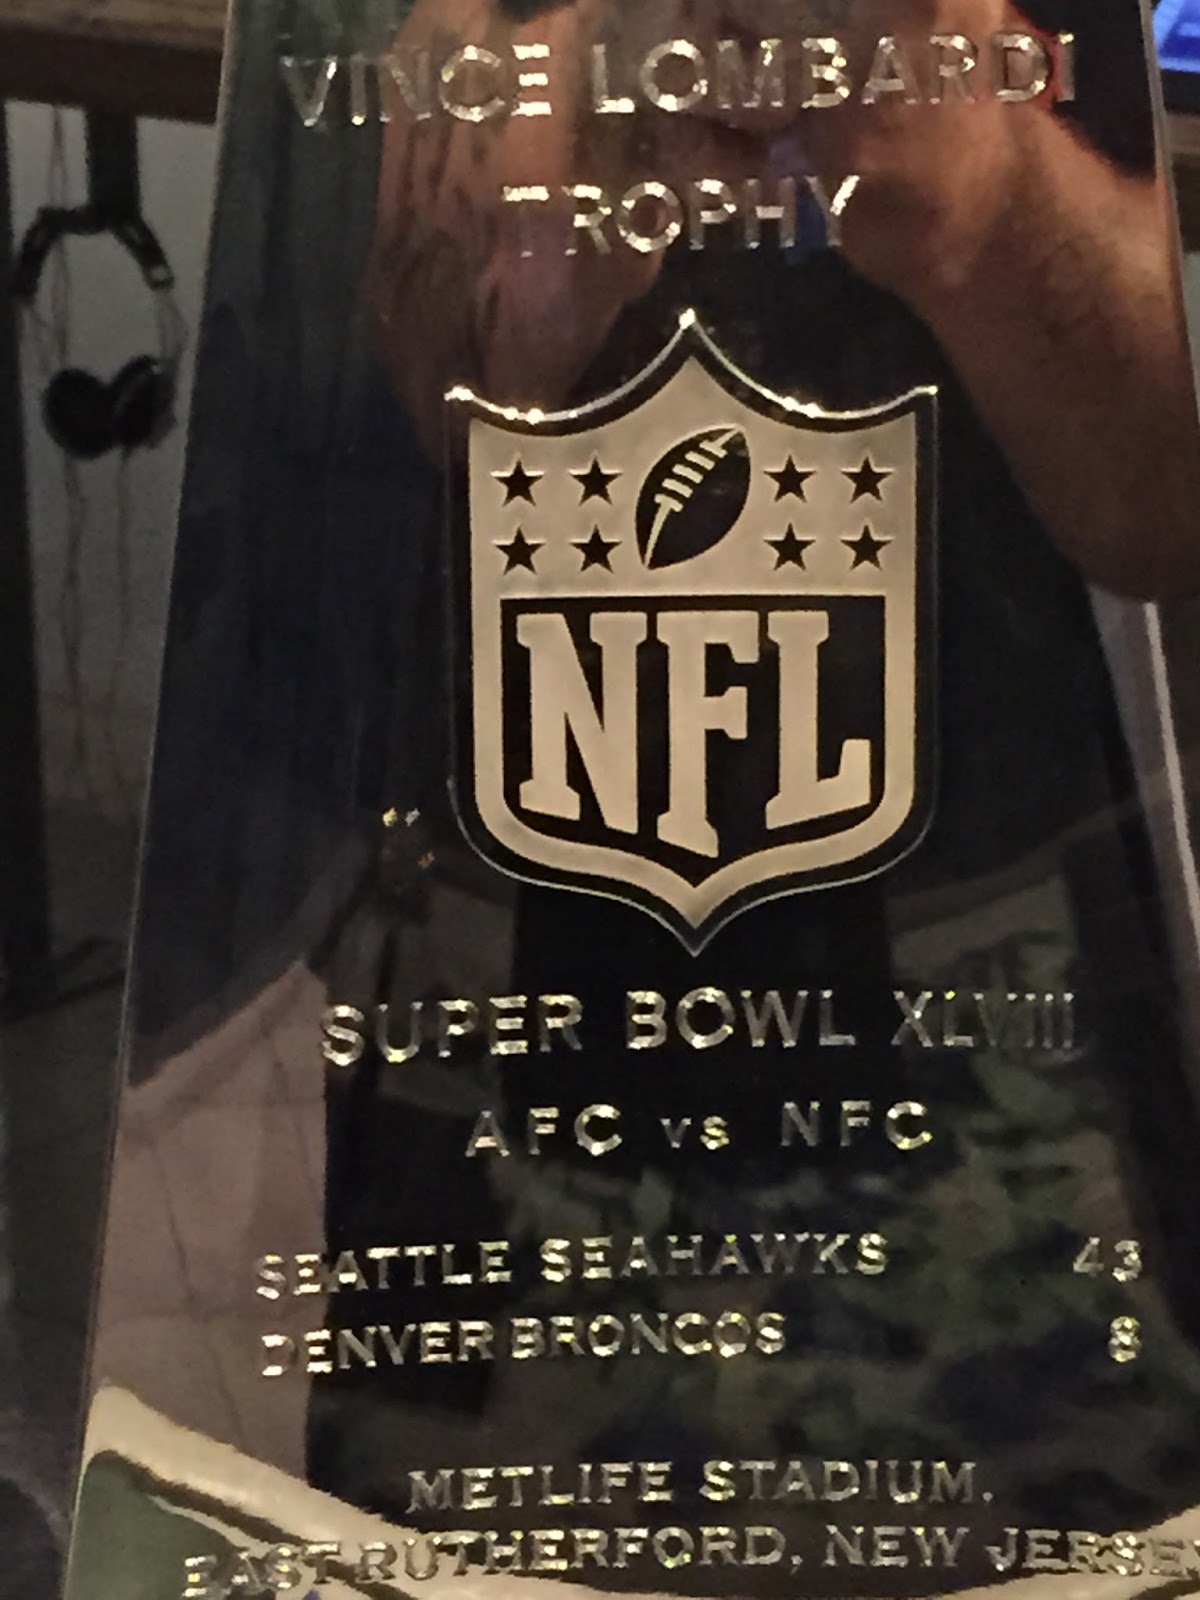 VINCE LOMBARDI
TROPHY
NFL
SUPER BOWL XLVIII
AFC vs NFC
SEATTLE SEAHAWKS 43
DENVER BRONCOS 8
METLIFE STADIUM,
EAST RUTHERFORD, NEW JERSEY